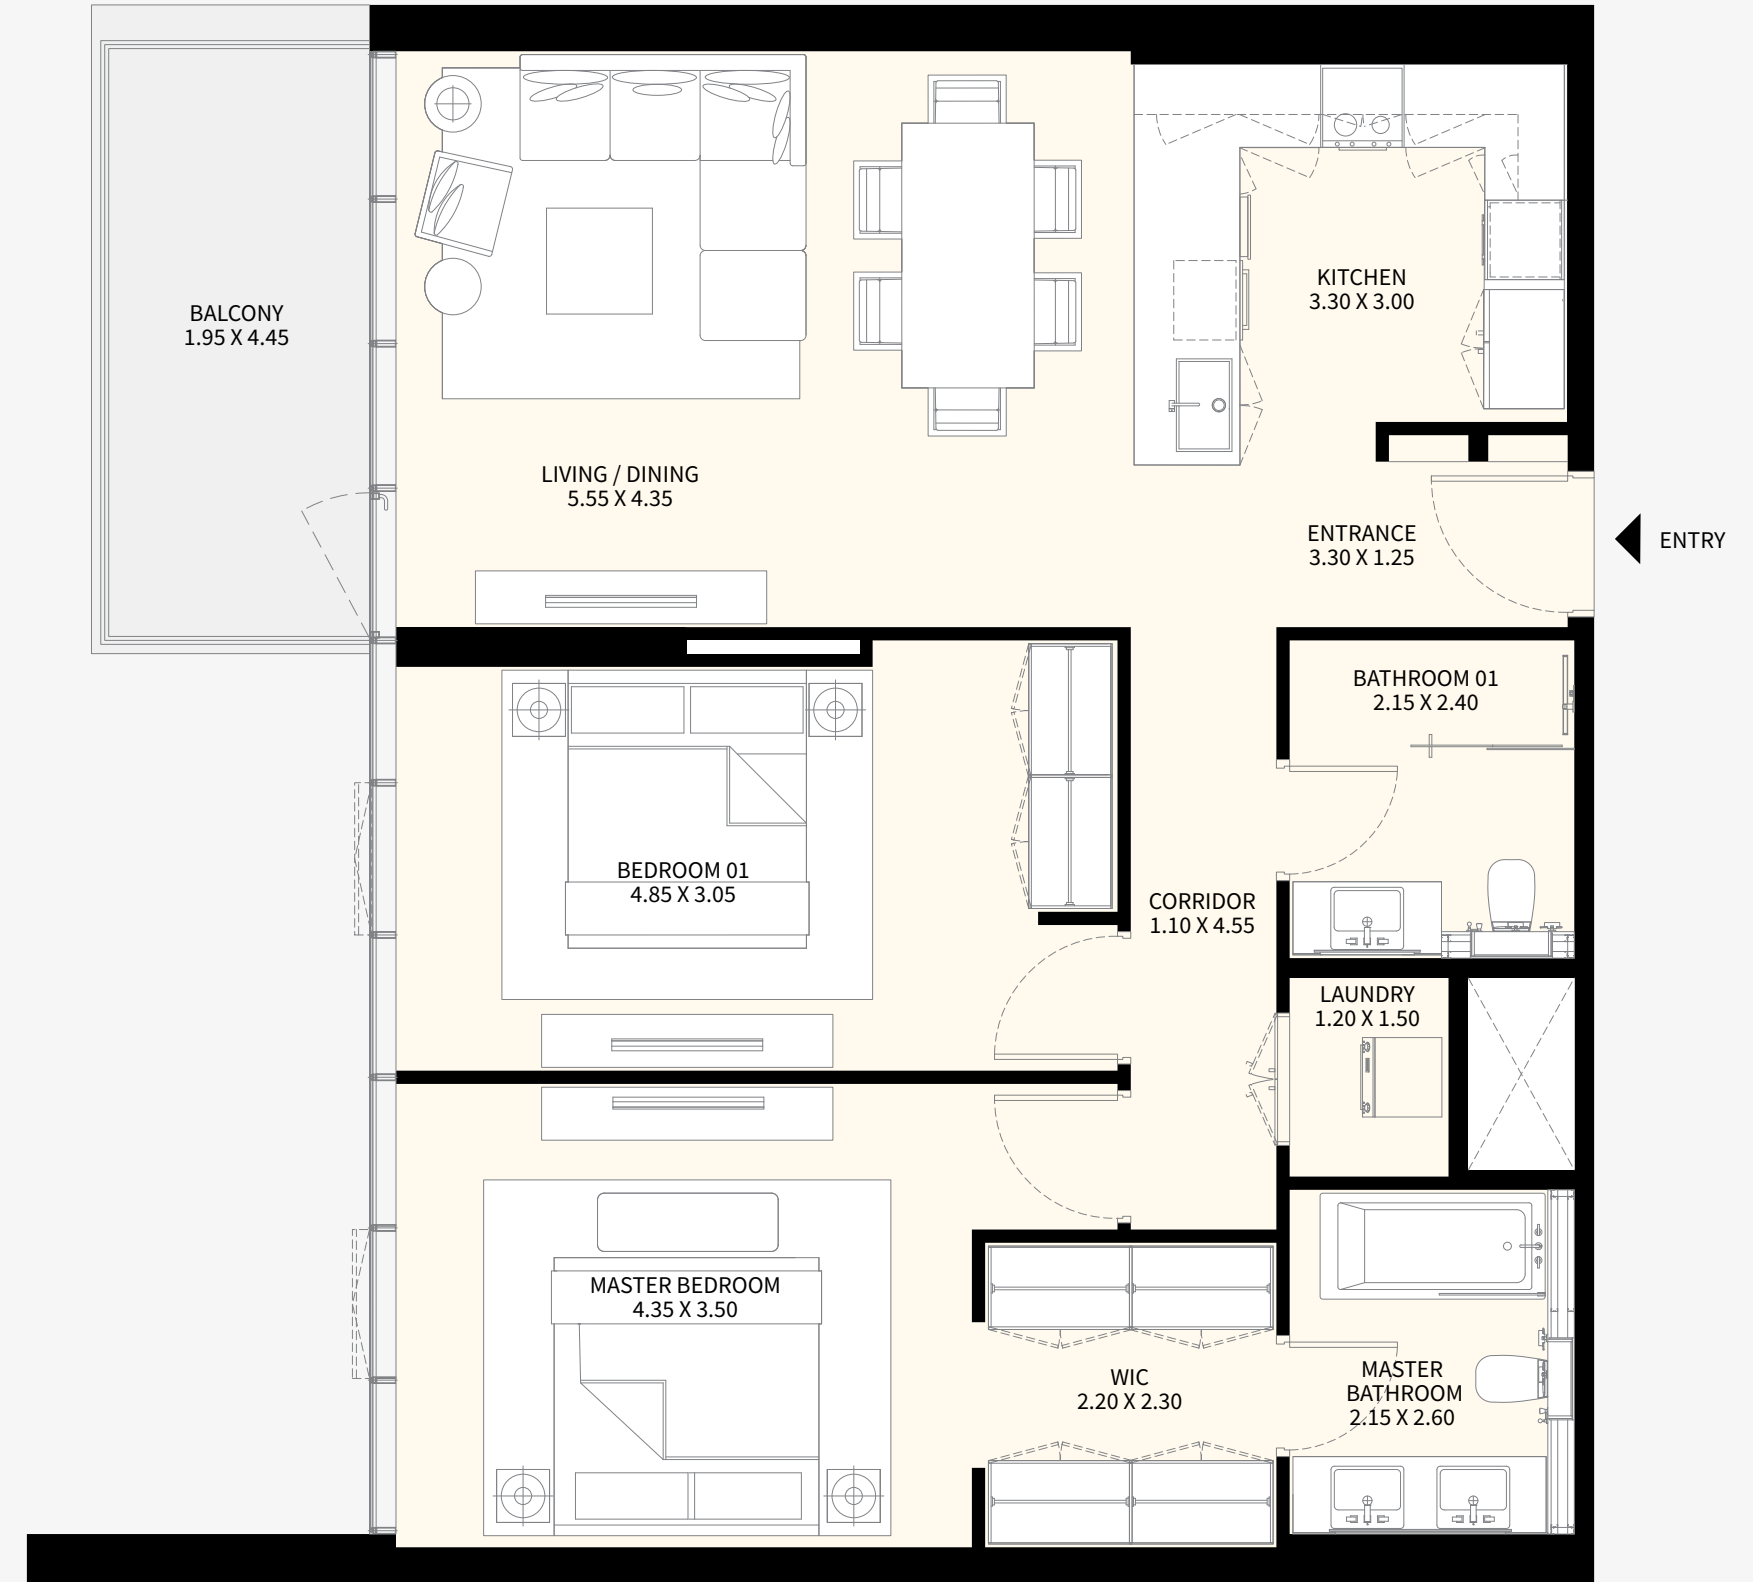 BALCONY
1.95 X 4.45
LIVING / DINING
5.55 X 4.35
KITCHEN
3.30 X 3.00
ENTRANCE
3.30 X 1.25
ENTRY
BATHROOM 01
2.15 X 2.40
BEDROOM 01
4.85 X 3.05
CORRIDOR
1.10 X 4.55
LAUNDRY
1.20 X 1.50
MASTER BEDROOM
4.35 X 3.50
WIC
2.20 X 2.30
MASTER
BATHROOM
2.15 X 2.60